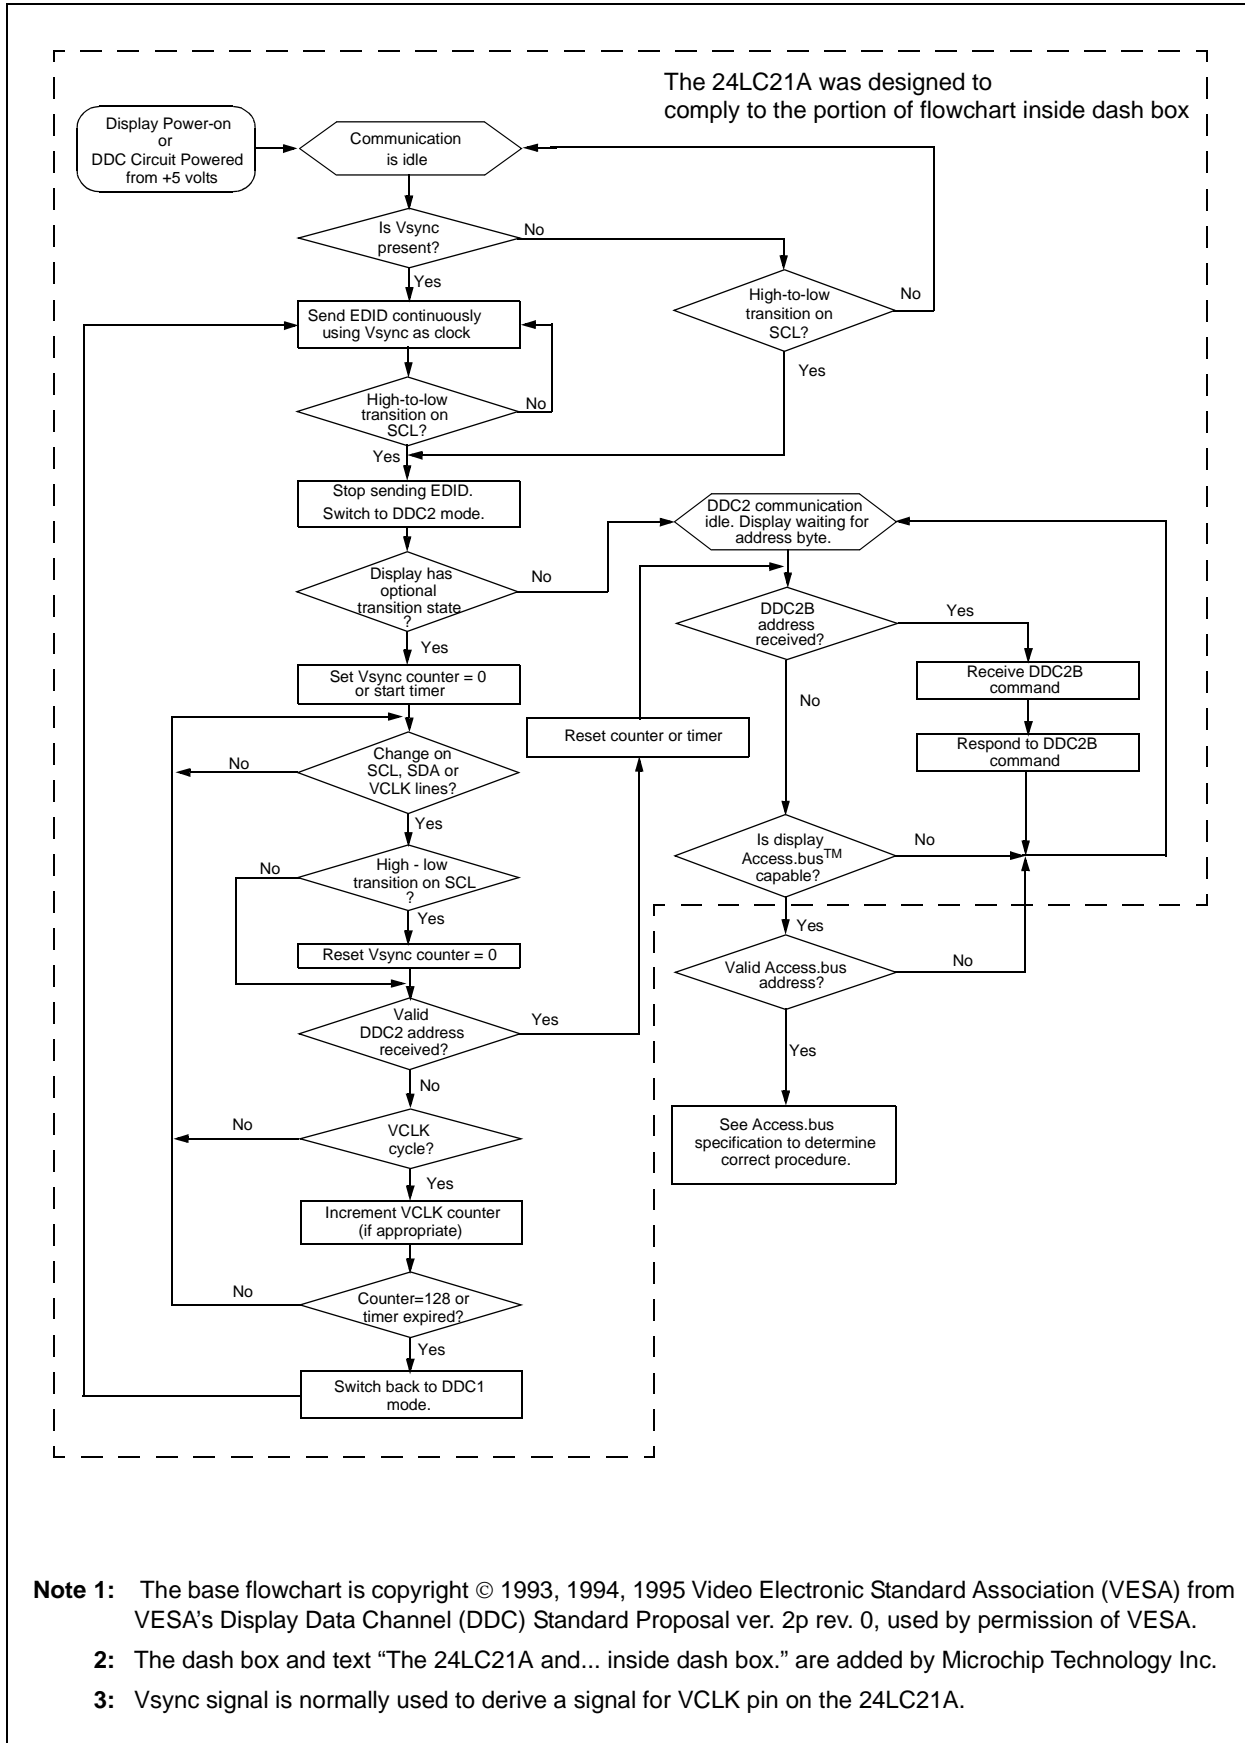 The 24LC21A was designed to
comply to the portion of flowchart inside dash box
Display Power-on
or
DDC Circuit Powered
from +5 volts
Communication
is idle
Is Vsync
present?
No
Yes
High-to-low
transition on
SCL?
No
Yes
Send EDID continuously
using Vsync as clock
High-to-low
transition on
SCL?
No
Yes
Stop sending EDID.
Switch to DDC2 mode.
DDC2 communication
idle. Display waiting for
address byte.
Display has
optional
transition state
?
No
Yes
DDC2B
address
received?
Yes
No
Set Vsync counter = 0
or start timer
Receive DDC2B
command
Reset counter or timer
Respond to DDC2B
command
Change on
SCL, SDA or
VCLK lines?
No
Yes
Is display
Access.bus™
capable?
No
Yes
High - low
transition on SCL
?
No
Yes
Reset Vsync counter = 0
Valid Access.bus
address?
No
Yes
Valid
DDC2 address
received?
Yes
No
See Access.bus
specification to determine
correct procedure.
VCLK
cycle?
No
Yes
Increment VCLK counter
(if appropriate)
Counter=128 or
timer expired?
No
Yes
Switch back to DDC1
mode.
Note 1: The base flowchart is copyright © 1993, 1994, 1995 Video Electronic Standard Association (VESA) from
VESA's Display Data Channel (DDC) Standard Proposal ver. 2p rev. 0, used by permission of VESA.
2: The dash box and text “The 24LC21A and... inside dash box.” are added by Microchip Technology Inc.
3: Vsync signal is normally used to derive a signal for VCLK pin on the 24LC21A.